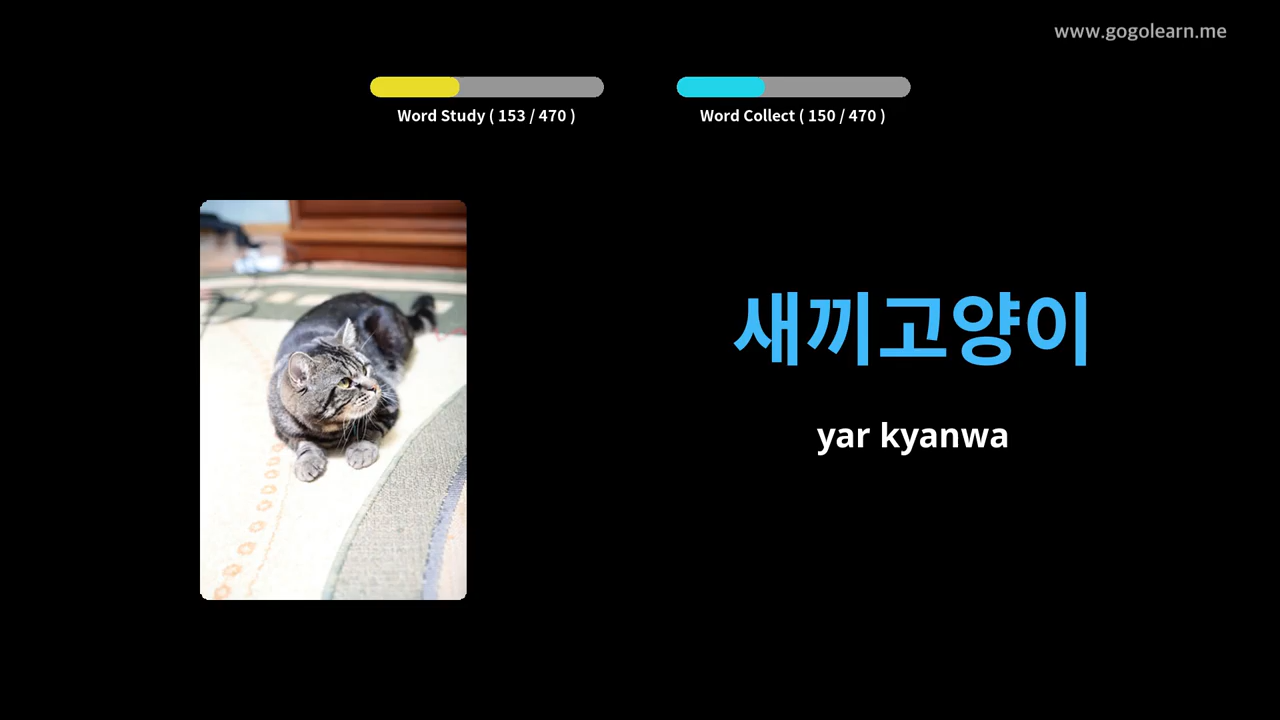 www.gogolearn.me
Word Study ( 153 / 470 )
Word Collect ( 150 / 470 )
새끼고양이
yar kyanwa